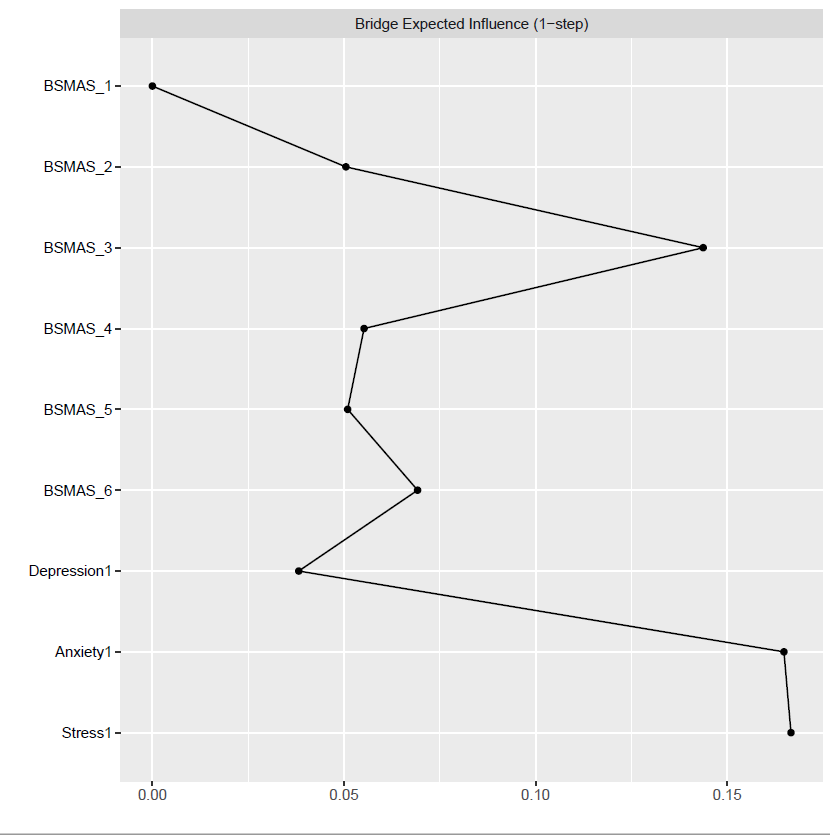 Bridge Expected Influence (1−step)
BSMAS_1
BSMAS_2
BSMAS_3
BSMAS_4
BSMAS_5
BSMAS_6
Depression1
Anxiety1
Stress1
0.00 0.05 0.10 0.15